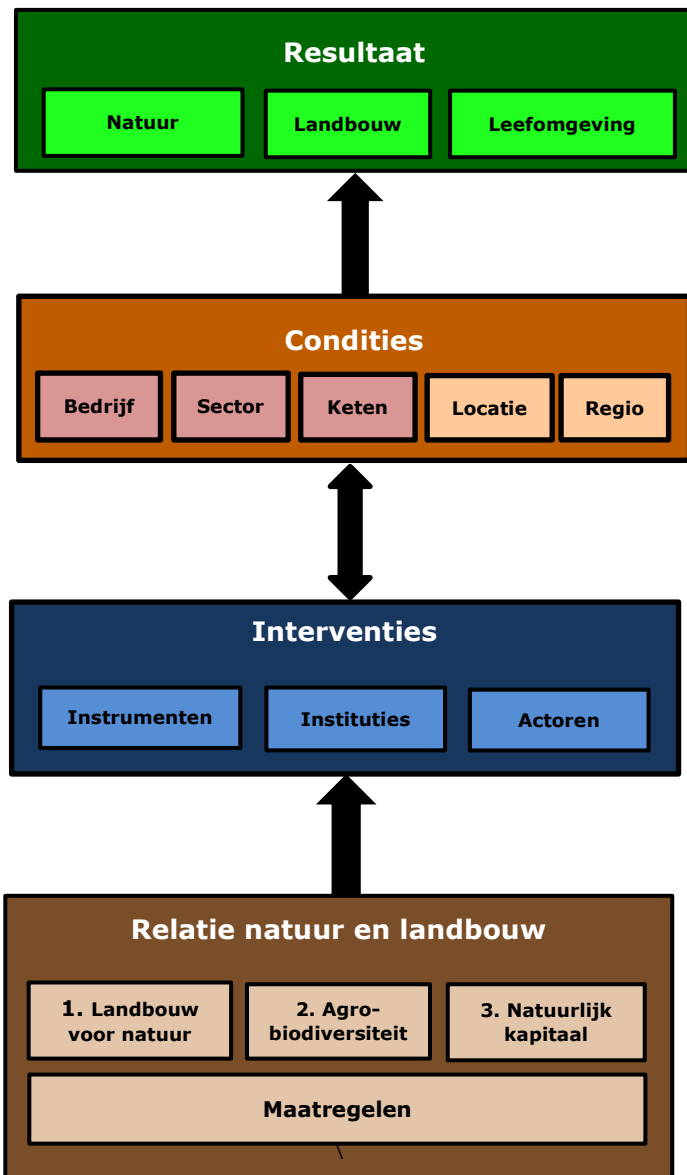 Resultaat
Natuur
Landbouw
Leefomgeving
Condities
Bedrijf
Sector
Keten
Locatie
Regio
Interventies
Instrumenten
Instituties
Actoren
Relatie natuur en landbouw
1. Landbouw
voor natuur
2. Agro-
biodiversiteit
3. Natuurlijk
kapitaal
Maatregelen
\